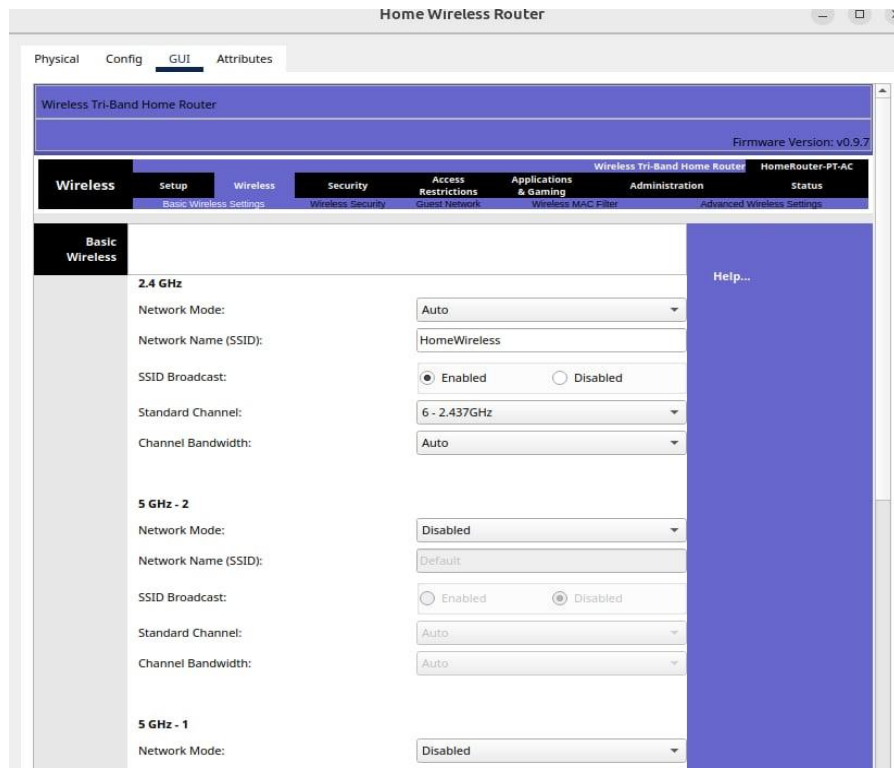 Home Wireless Router
Physical Config GUI Attributes
Wireless Tri-Band Home Router
Firmware Version: v0.9.7
Wireless Tri-Band Home Router HomeRouter-PT-AC
Wireless Setup Wireless Security Access Restrictions Applications & Gaming Administration Status
Basic Wireless Settings Wireless Security Guest Network Wireless MAC Filter Advanced Wireless Settings
Basic
Wireless
Help...
2.4 GHz
Network Mode: Auto
Network Name (SSID): HomeWireless
SSID Broadcast: Enabled Disabled
Standard Channel: 6 - 2.437GHz
Channel Bandwidth: Auto
5 GHz - 2
Network Mode: Disabled
Network Name (SSID): Default
SSID Broadcast: Enabled Disabled
Standard Channel: Auto
Channel Bandwidth: Auto
5 GHz - 1
Network Mode: Disabled